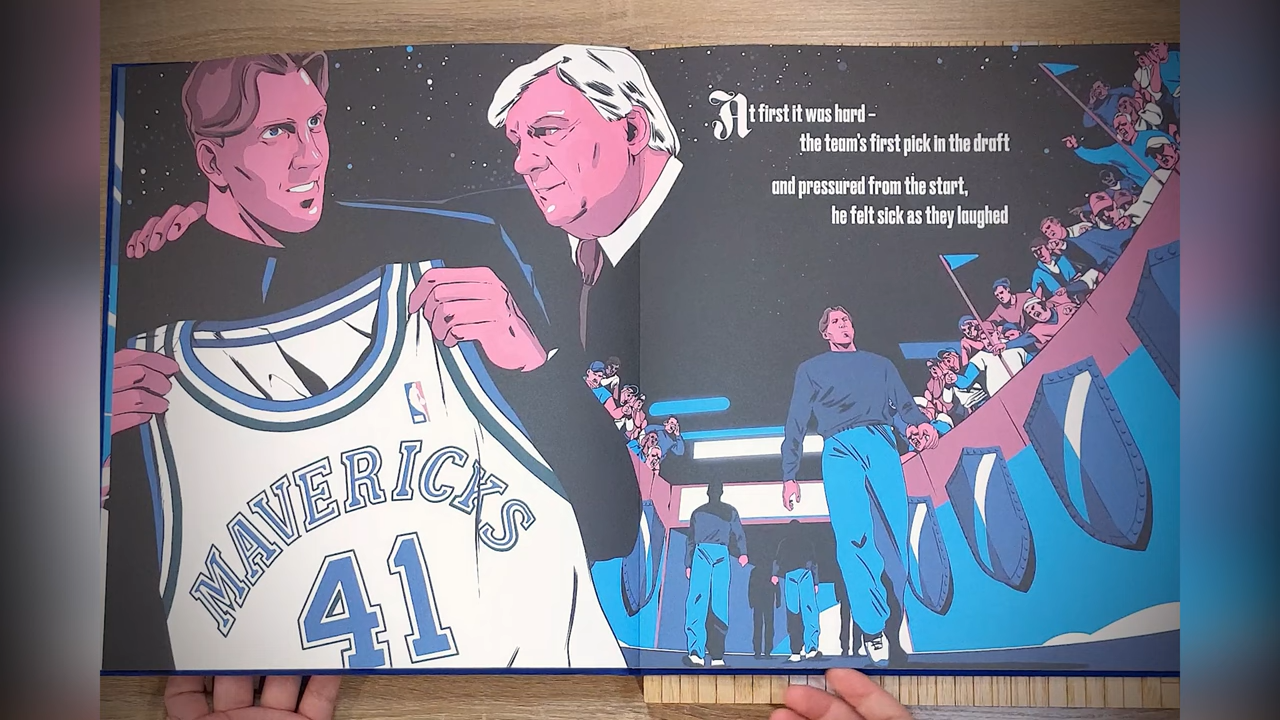 MAVERICKS
41
At first it was hard –
the team's first pick in the draft
and pressured from the start,
he felt sick as they laughed